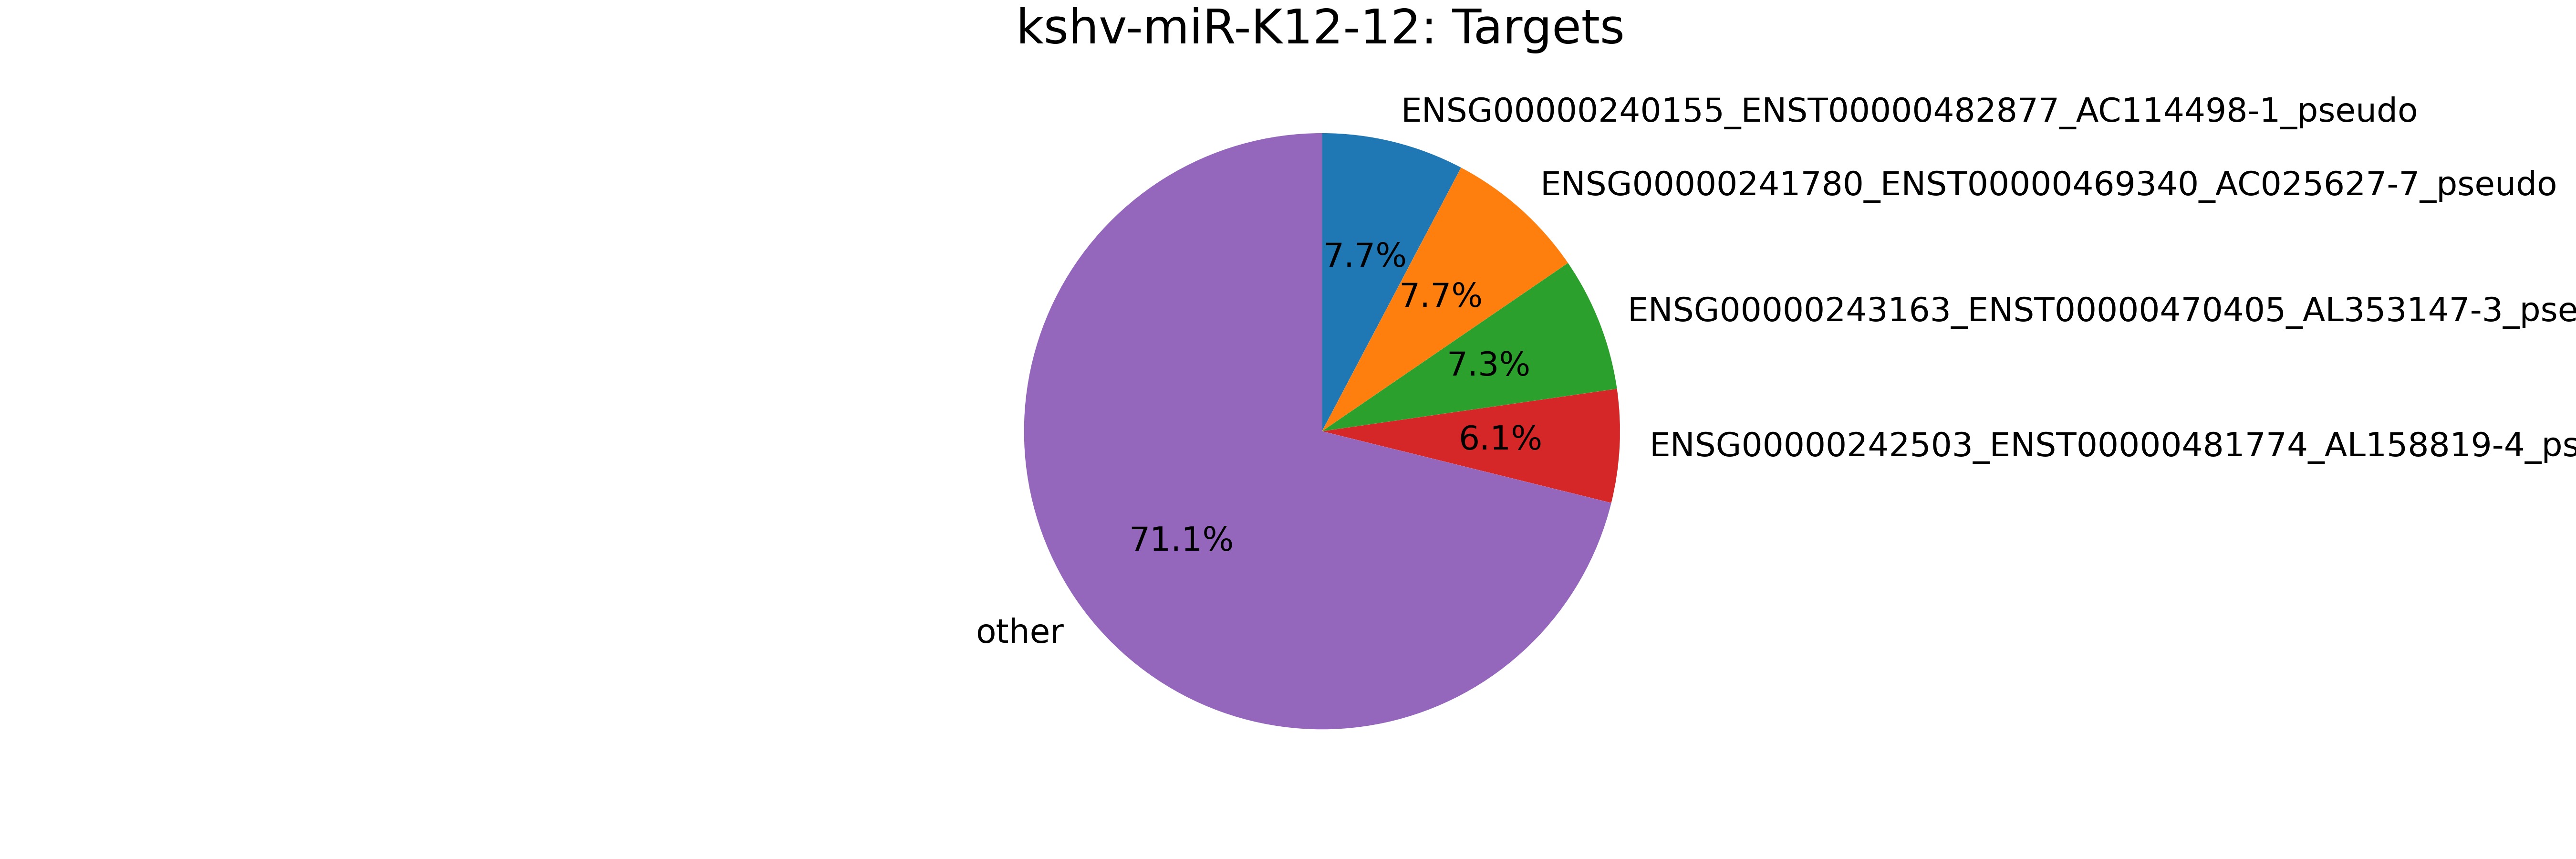 kshv-miR-K12-12: Targets
ENSG00000240155_ENST00000482877_AC114498-1_pseudo
ENSG00000241780_ENST00000469340_AC025627-7_pseudo
7.7%
7.7%
ENSG00000243163_ENST00000470405_AL353147-3_pse
7.3%
6.1%
ENSG00000242503_ENST00000481774_AL158819-4_ps
71.1%
other